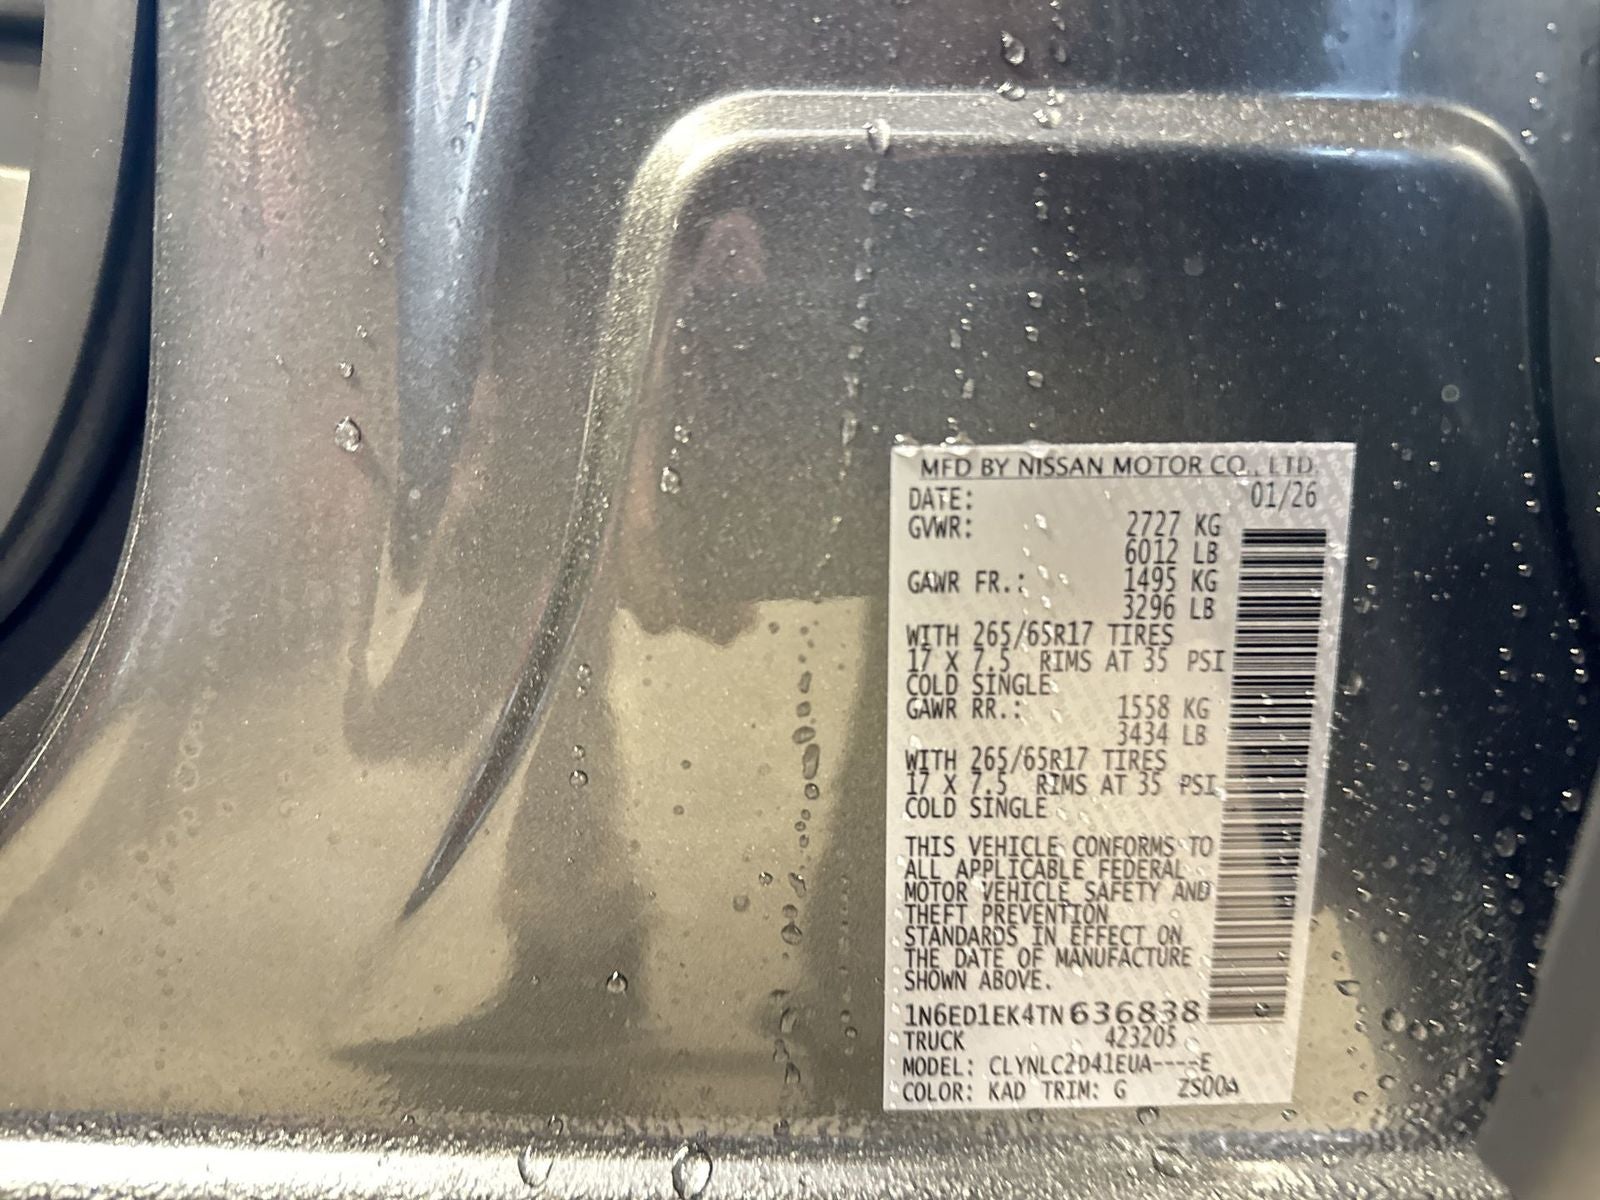 MFD BY NISSAN MOTOR CO., LTD.
DATE: 01/26
GVWR: 2727 KG
6012 LB
GAWR FR.: 1495 KG
3296 LB
WITH 265/65R17 TIRES
17 X 7.5 RIMS AT 35 PSI
COLD SINGLE
GAWR RR.: 1558 KG
3434 LB
WITH 265/65R17 TIRES
17 X 7.5 RIMS AT 35 PSI
COLD SINGLE
THIS VEHICLE CONFORMS TO
ALL APPLICABLE FEDERAL
MOTOR VEHICLE SAFETY AND
THEFT PREVENTION
STANDARDS IN EFFECT ON
THE DATE OF MANUFACTURE
SHOWN ABOVE.
1N6ED1EK4TN636838
TRUCK 423205
MODEL: CLYNLC2D41EUA----E
COLOR: KAD TRIM: G ZS00A